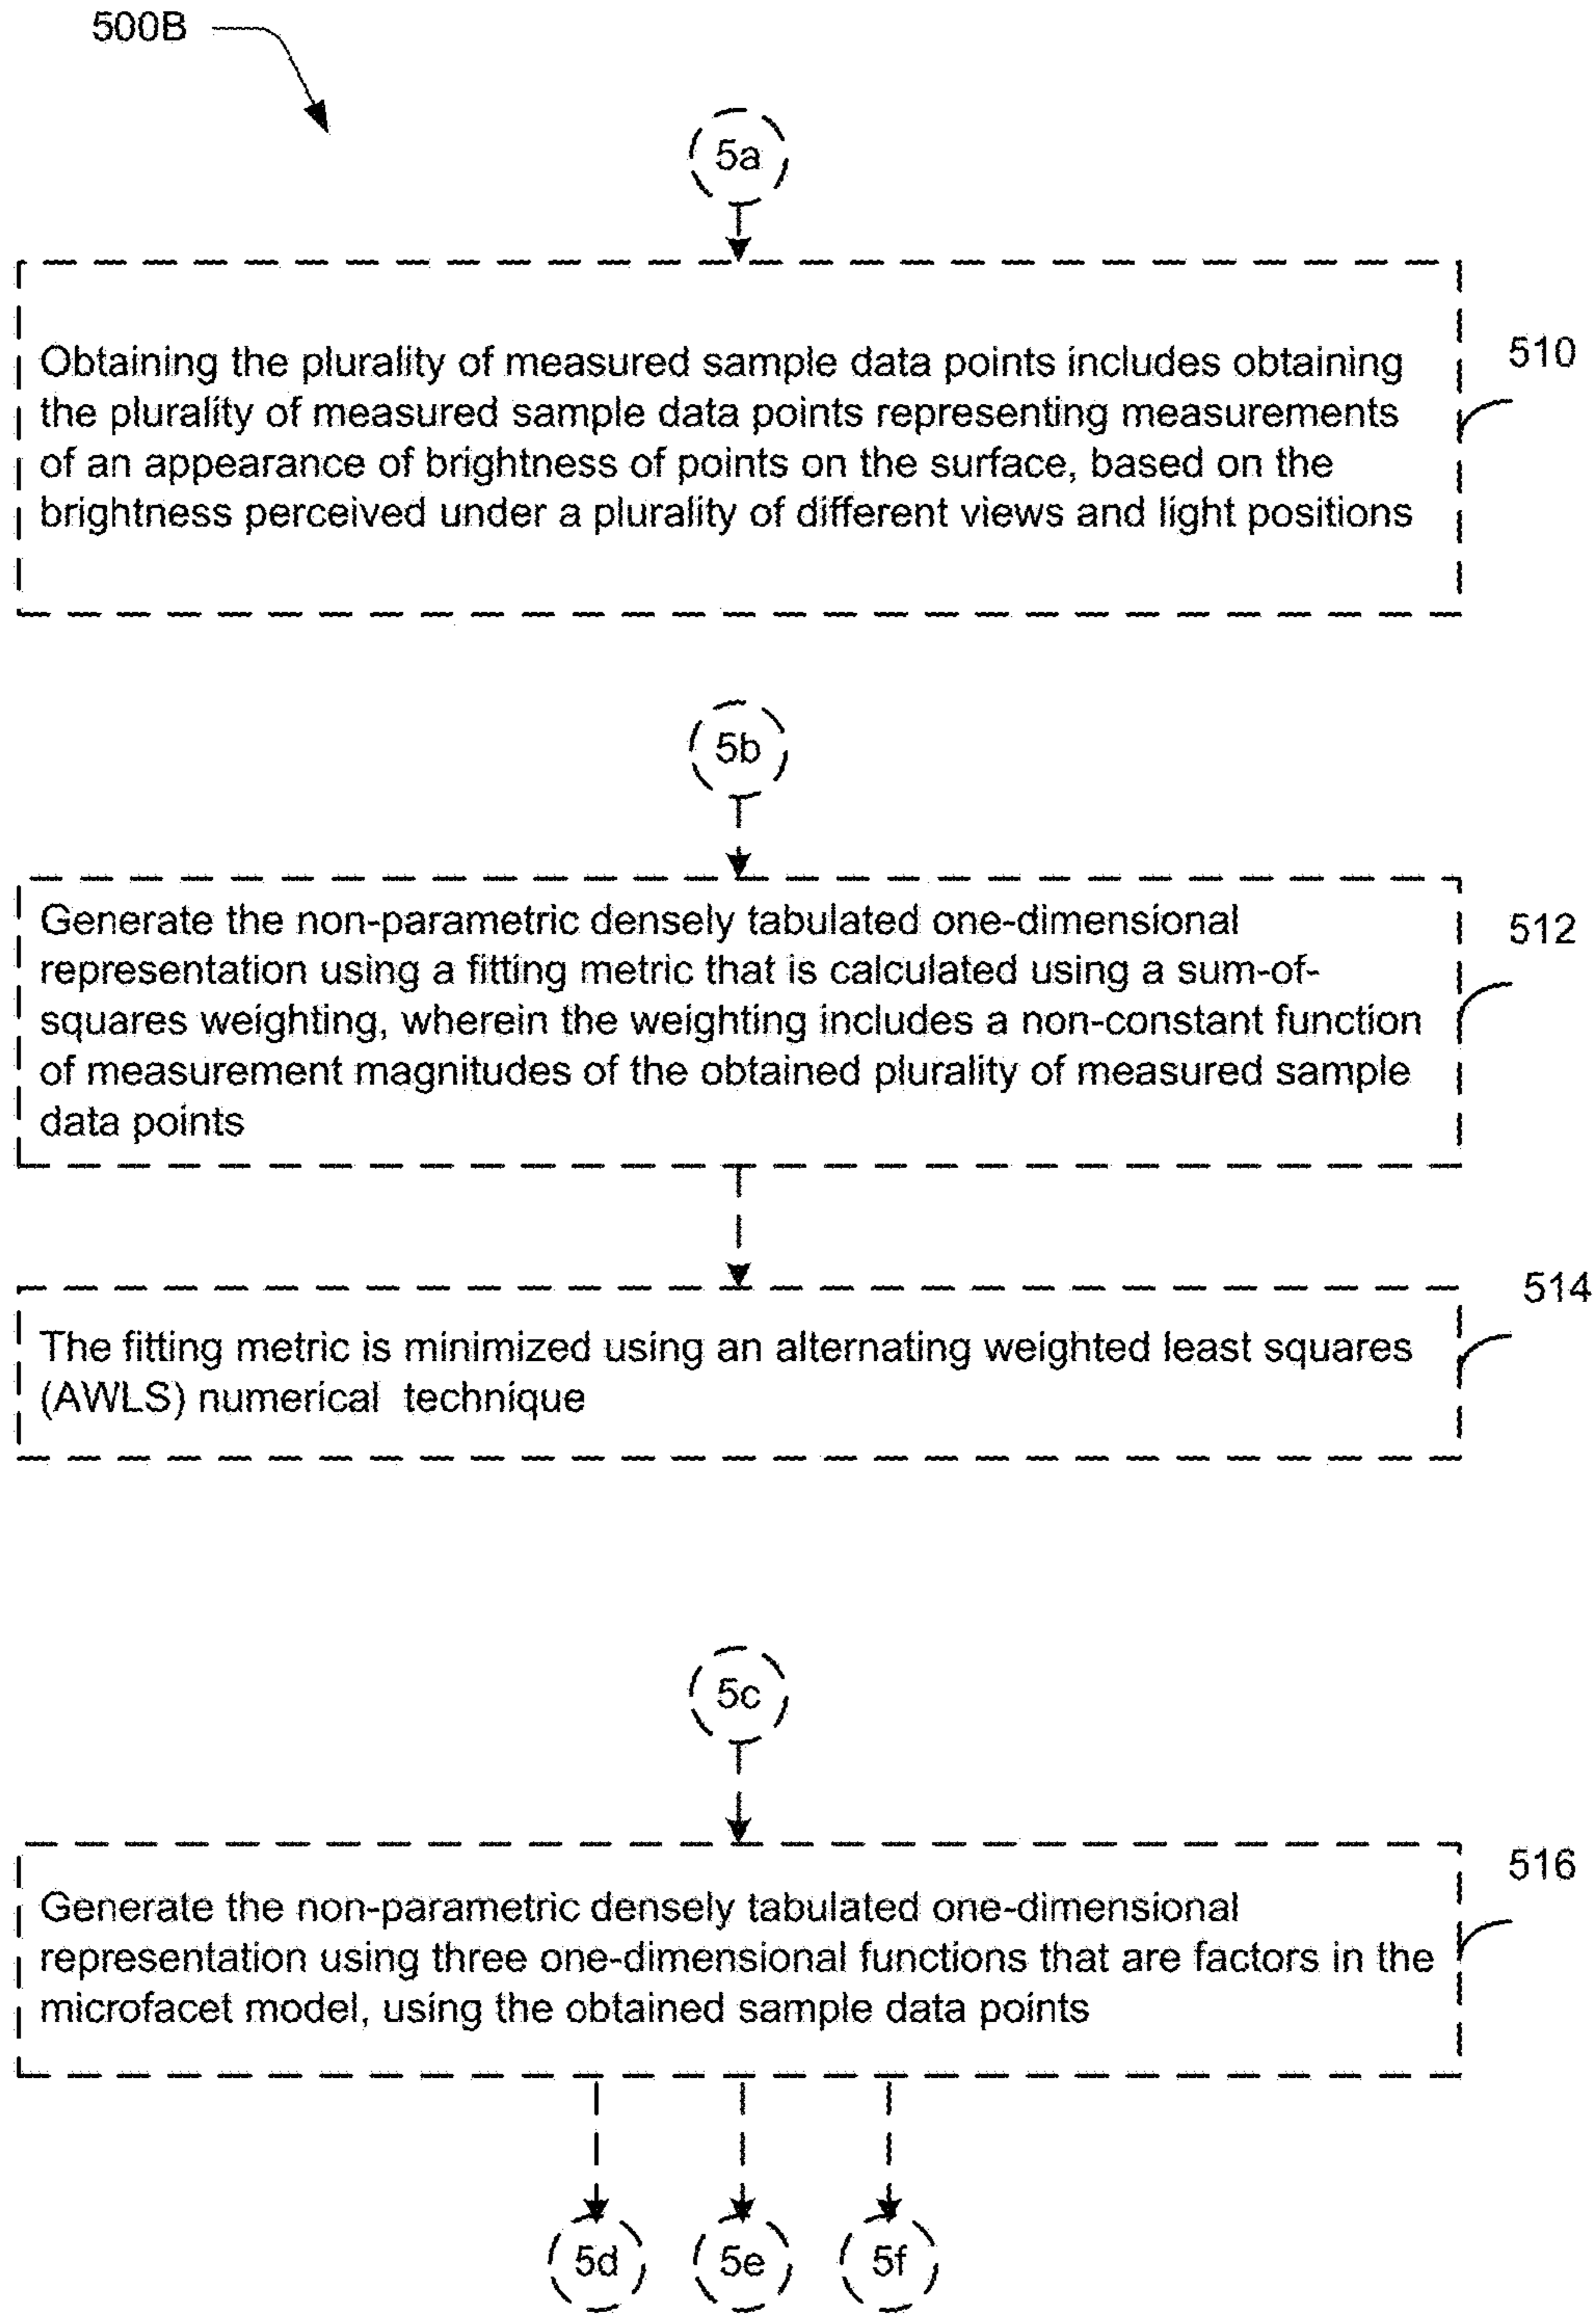 500B
5a
Obtaining the plurality of measured sample data points includes obtaining
510
the plurality of measured sample data points representing measurements
of an appearance of brightness of points on the surface, based on the
brightness perceived under a plurality of different views and light positions
5b
Generate the non-parametric densely tabulated one-dimensional
512
representation using a fitting metric that is calculated using a sum-of-
squares weighting, wherein the weighting includes a non-constant function
of measurement magnitudes of the obtained plurality of measured sample
data points
514
The fitting metric is minimized using an alternating weighted least squares
(AWLS) numerical technique
5c
516
Generate the non-parametric densely tabulated one-dimensional
representation using three one-dimensional functions that are factors in the
microfacet model, using the obtained sample data points
5d
5e
5f